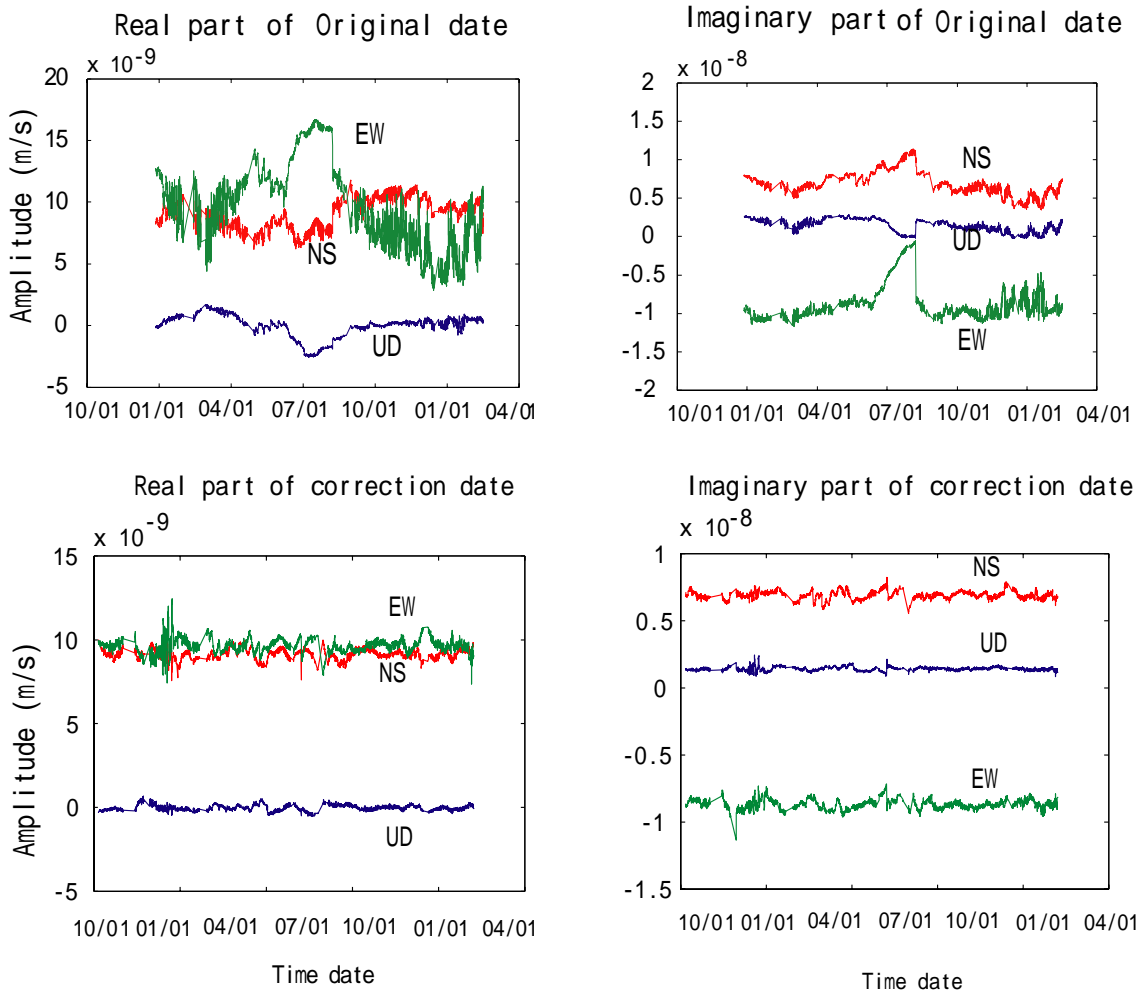 Real part of Original date
x 10-9
20
15
10
5
0
-5
Amplitude (m/s)
EW
NS
UD
10/01 01/01 04/01 07/01 10/01 01/01 04/01
Imaginary part of Original date
x 10-8
2
1.5
1
0.5
0
-0.5
-1
-1.5
-2
NS
UD
EW
10/01 01/01 04/01 07/01 10/01 01/01 04/01
Real part of correction date
x 10-9
15
10
5
0
-5
Amplitude (m/s)
EW
NS
UD
10/01 01/01 04/01 07/01 10/01 01/01 04/01
Time date
Imaginary part of correction date
x 10-8
1
0.5
0
-0.5
-1
-1.5
NS
UD
EW
10/01 01/01 04/01 07/01 10/01 01/01 04/01
Time date